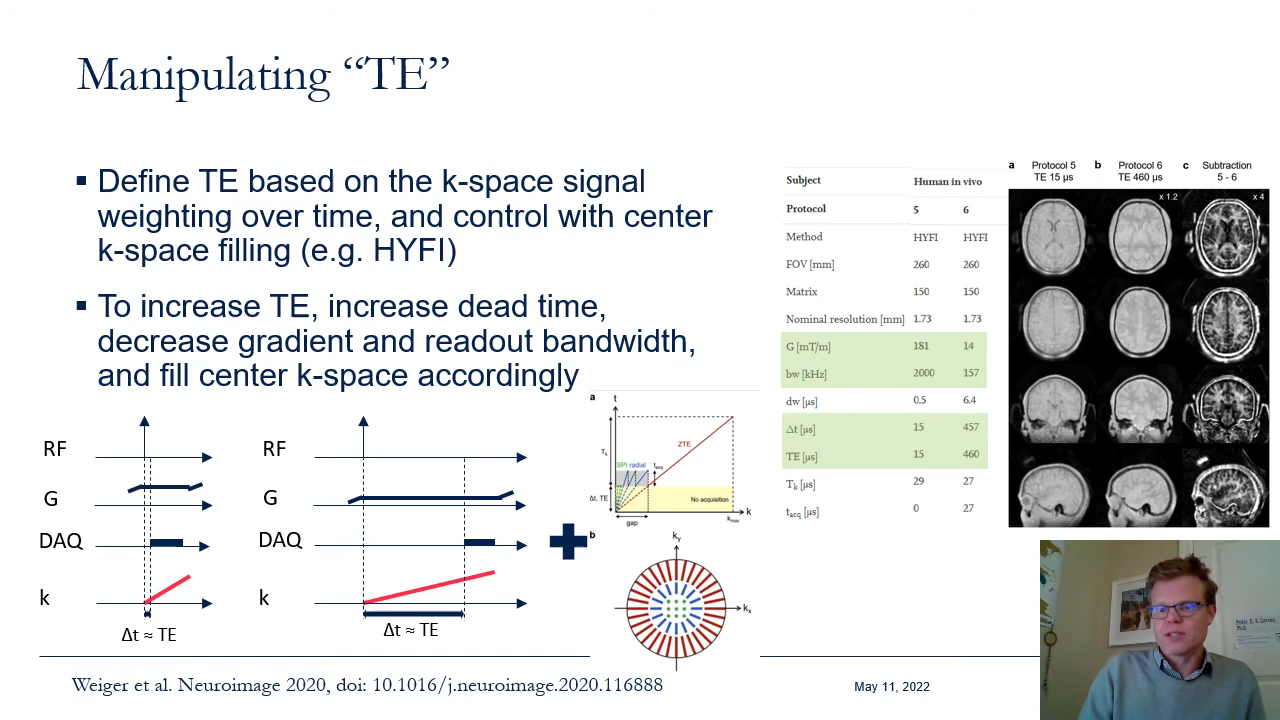 Manipulating “TE”
▪ Define TE based on the k-space signal
weighting over time, and control with center
k-space filling (e.g. HYFI)
▪ To increase TE, increase dead time,
decrease gradient and readout bandwidth,
and fill center k-space accordingly
RF
G
DAQ
k
Δt ≈ TE
RF
G
DAQ
k
Δt ≈ TE
a
t
ZTE
SPI radial
t_acq
T_k
Δt, TE
No acquisition
k
gap
k_max
b
k_y
k_x
Subject Human in vivo
Protocol 5 6
Method HYFI HYFI
FOV [mm] 260 260
Matrix 150 150
Nominal resolution [mm] 1.73 1.73
G [mT/m] 181 14
bw [kHz] 2000 157
dw [µs] 0.5 6.4
Δt [µs] 15 457
TE [µs] 15 460
T_k [µs] 29 27
t_acq [µs] 0 27
a Protocol 5 b Protocol 6 c Subtraction
TE 15 µs TE 460 µs 5 - 6
x 1.2 x 4
Weiger et al. Neuroimage 2020, doi: 10.1016/j.neuroimage.2020.116888
May 11, 2022